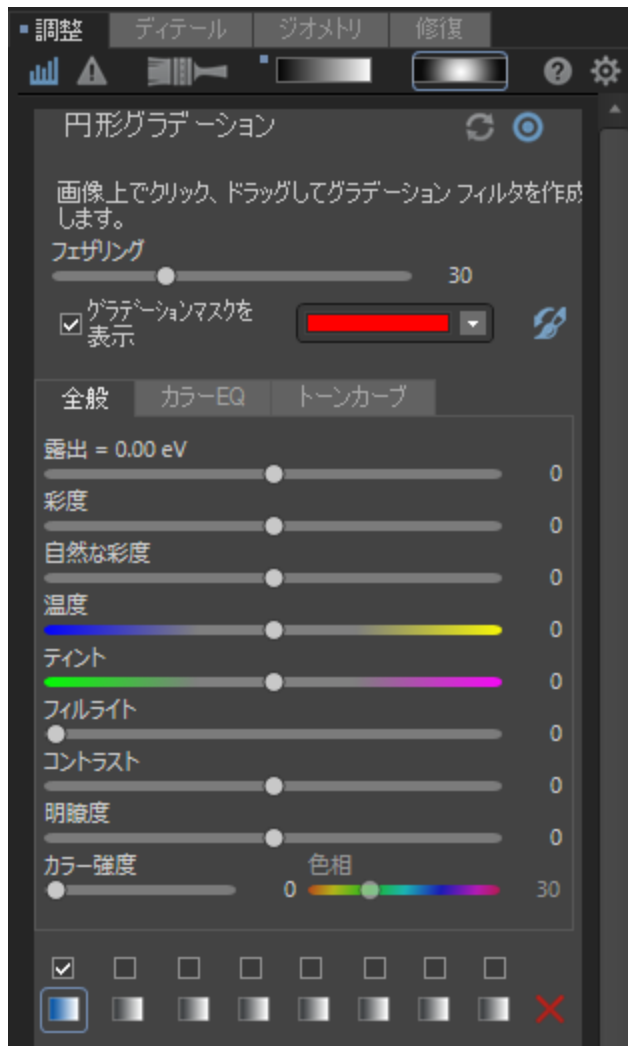 調整 ディテール ジオメトリ 修復
円形グラデーション
画像上でクリック、ドラッグしてグラデーション フィルタを作成
します。
フェザリング
30
グラデーションマスクを
表示
全般 カラーEQ トーンカーブ
露出 = 0.00 eV
0
彩度
0
自然な彩度
0
温度
0
ティント
0
フィルライト
0
コントラスト
0
明瞭度
0
カラー強度 色相
0 30